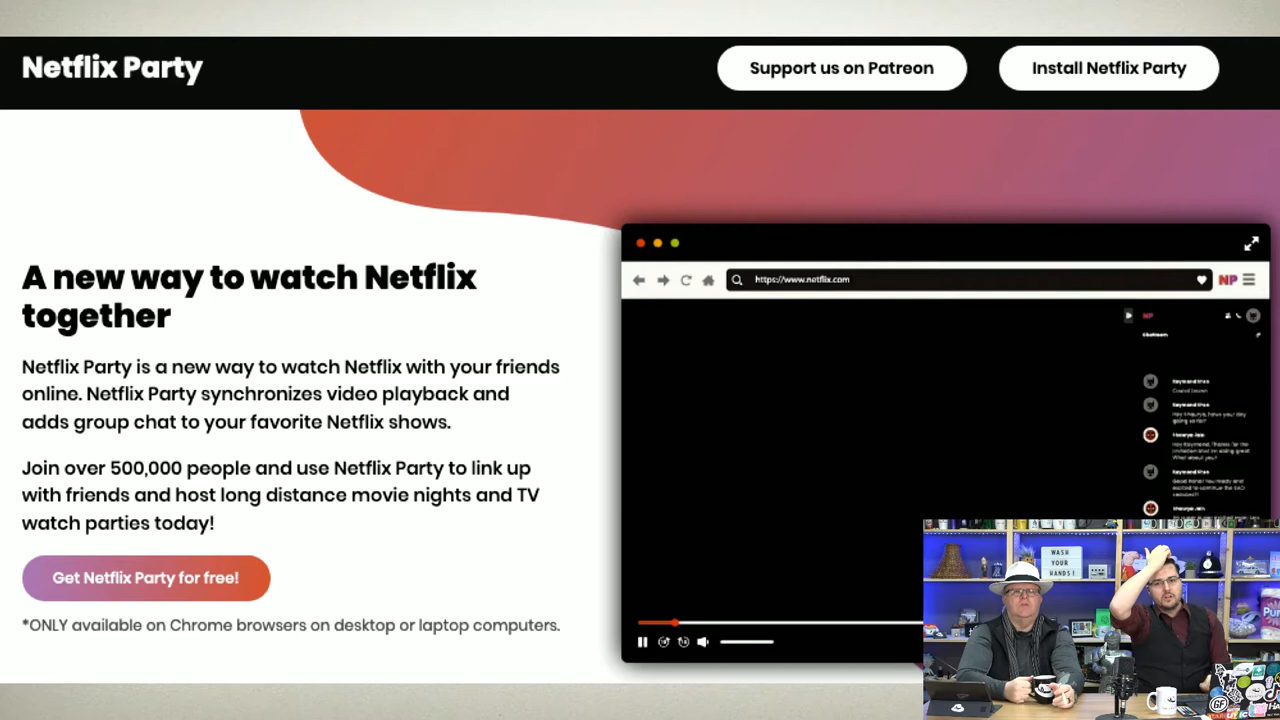 Netflix Party
Support us on Patreon
Install Netflix Party
A new way to watch Netflix
together
Netflix Party is a new way to watch Netflix with your friends
online. Netflix Party synchronizes video playback and
adds group chat to your favorite Netflix shows.
Join over 500,000 people and use Netflix Party to link up
with friends and host long distance movie nights and TV
watch parties today!
Get Netflix Party for free!
*ONLY available on Chrome browsers on desktop or laptop computers.
https://www.netflix.com
NP
NP
Chatroom
WASH
YOUR
HANDS!
GF